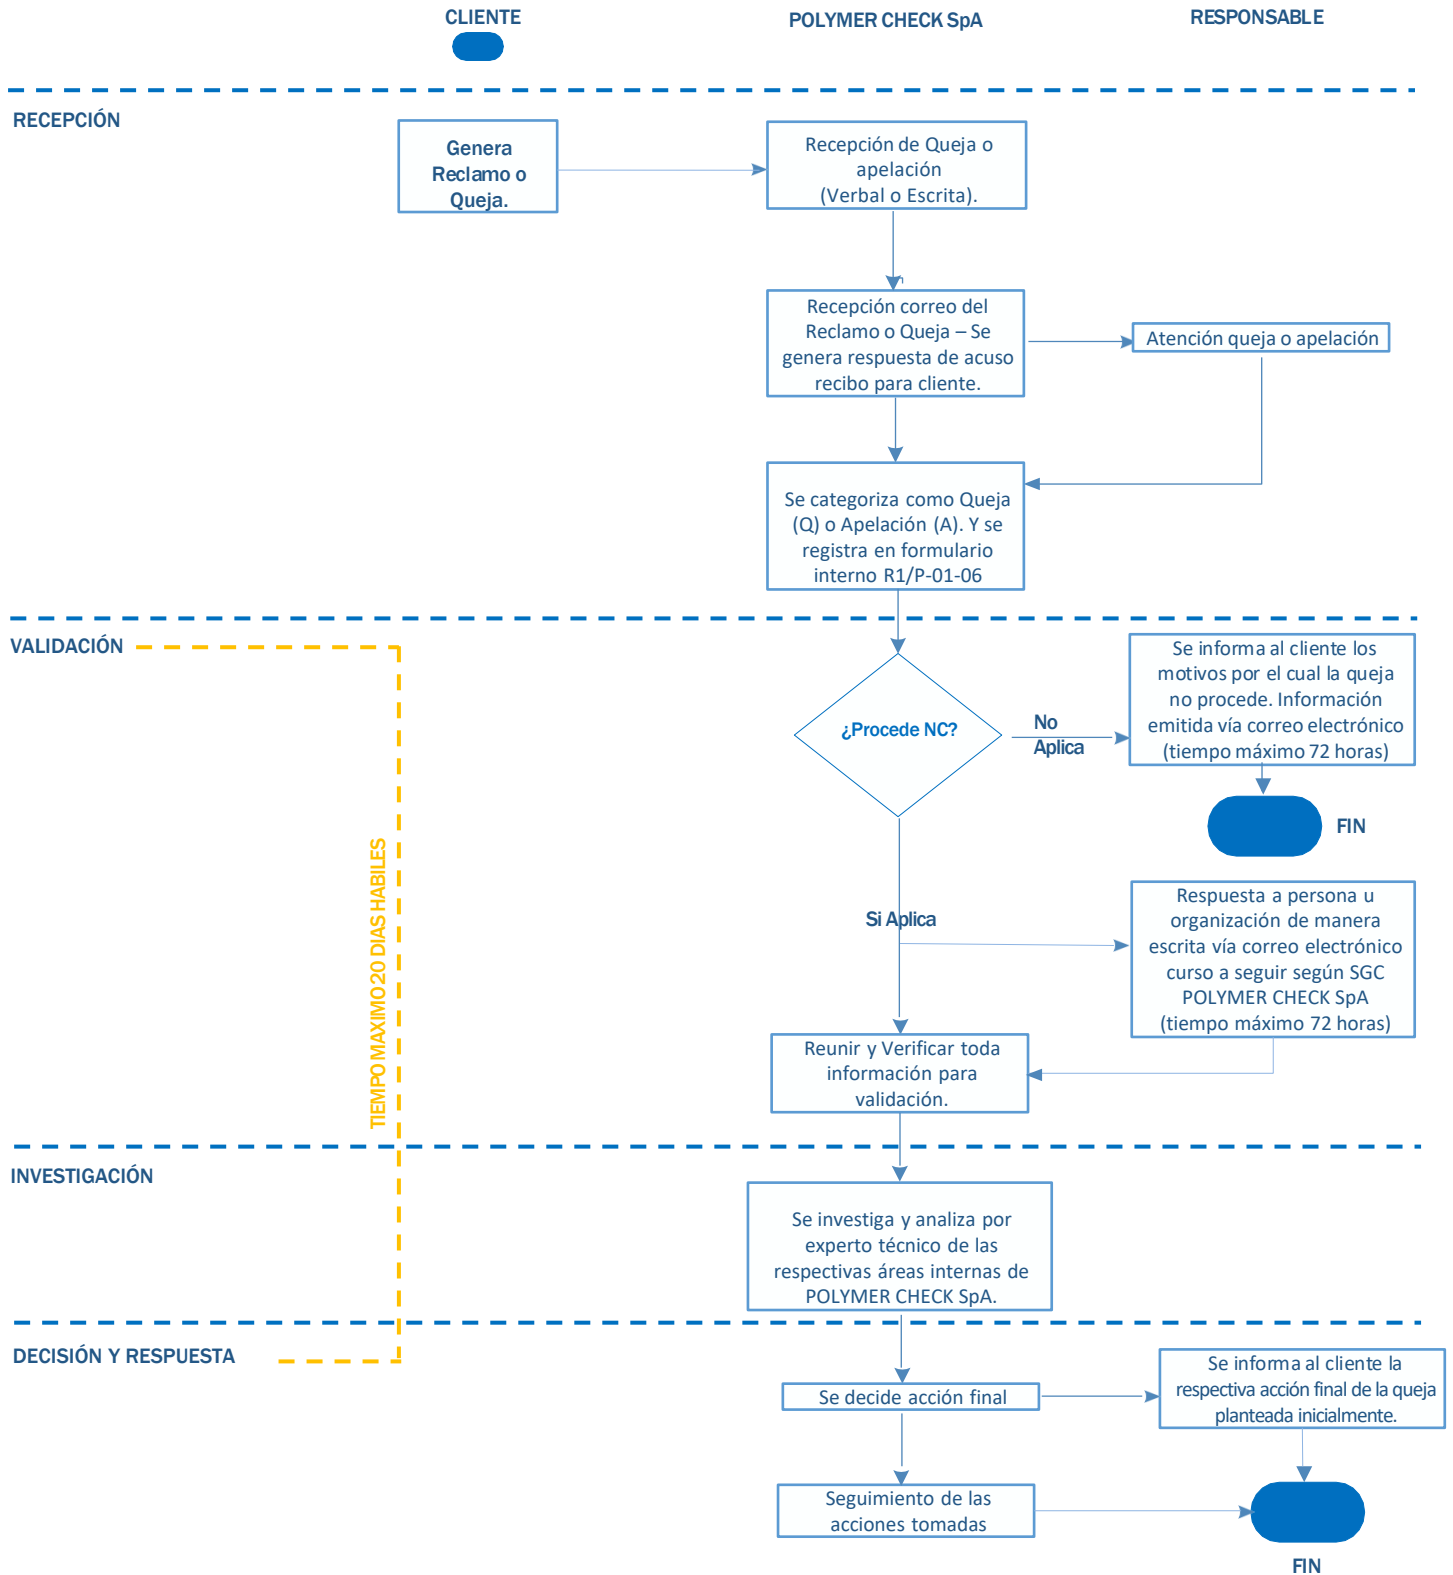 CLIENTE
POLYMER CHECK SpA
RESPONSABLE
RECEPCIÓN
Genera
Reclamo o
Queja.
Recepción de Queja o
apelación
(Verbal o Escrita).
Recepción correo del
Reclamo o Queja – Se
genera respuesta de acuso
recibo para cliente.
Atención queja o apelación
Se categoriza como Queja
(Q) o Apelación (A). Y se
registra en formulario
interno R1/P-01-06
VALIDACIÓN
¿Procede NC?
No
Aplica
Se informa al cliente los
motivos por el cual la queja
no procede. Información
emitida vía correo electrónico
(tiempo máximo 72 horas)
FIN
TIEMPO MAXIMO 20 DIAS HABILES
Si Aplica
Respuesta a persona u
organización de manera
escrita vía correo electrónico
curso a seguir según SGC
POLYMER CHECK SpA
(tiempo máximo 72 horas)
Reunir y Verificar toda
información para
validación.
INVESTIGACIÓN
Se investiga y analiza por
experto técnico de las
respectivas áreas internas de
POLYMER CHECK SpA.
DECISIÓN Y RESPUESTA
Se decide acción final
Se informa al cliente la
respectiva acción final de la queja
planteada inicialmente.
Seguimiento de las
acciones tomadas
FIN